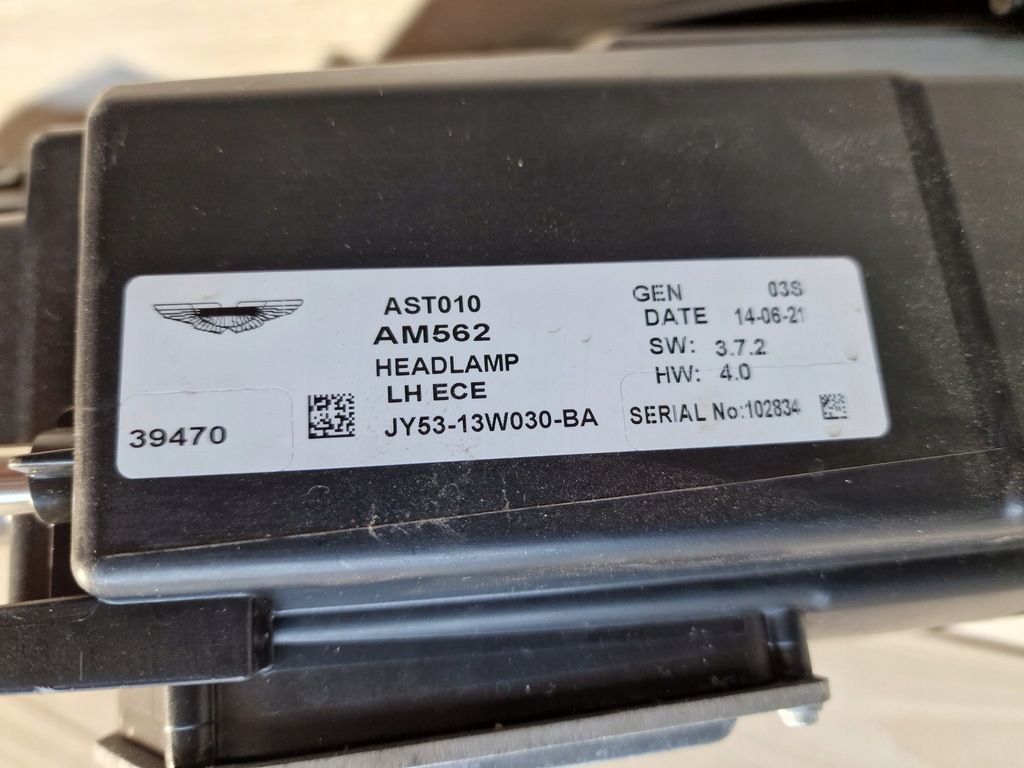 AST010
AM562
HEADLAMP
LH ECE
JY53-13W030-BA
39470
GEN 03S
DATE 14-06-21
SW: 3.7.2
HW: 4.0
SERIAL No:102834